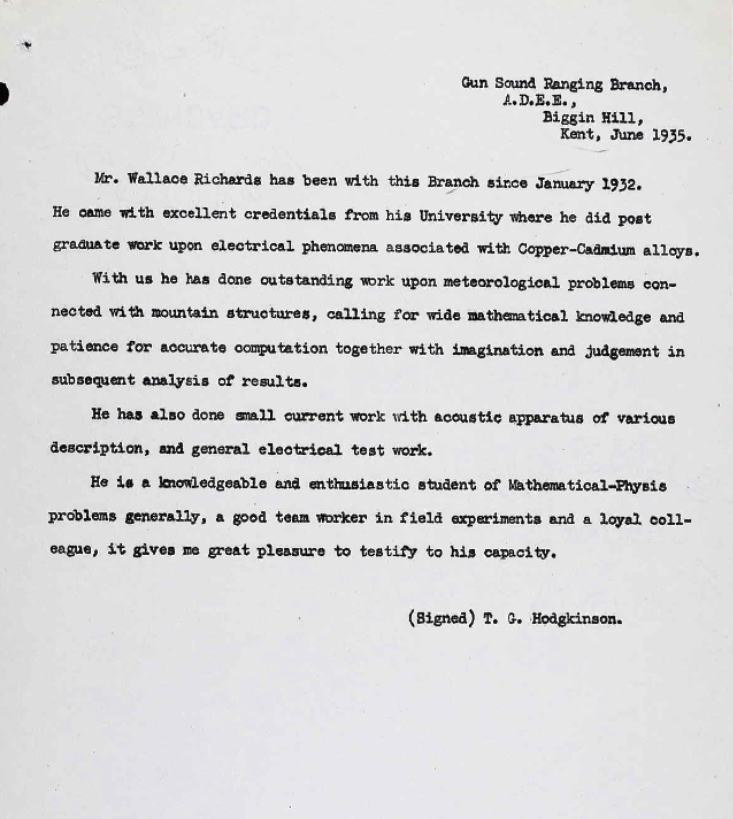 Gun Sound Ranging Branch,
A.D.E.E.,
Biggin Hill,
Kent, June 1935.
Mr. Wallace Richards has been with this Branch since January 1932.
He came with excellent credentials from his University where he did post
graduate work upon electrical phenomena associated with Copper-Cadmium alloys.
With us he has done outstanding work upon meteorological problems con-
nected with mountain structures, calling for wide mathematical knowledge and
patience for accurate computation together with imagination and judgement in
subsequent analysis of results.
He has also done small current work with acoustic apparatus of various
description, and general electrical test work.
He is a knowledgeable and enthusiastic student of Mathematical-Physis
problems generally, a good team worker in field experiments and a loyal coll-
eague, it gives me great pleasure to testify to his capacity.
(Signed) T. G. Hodgkinson.